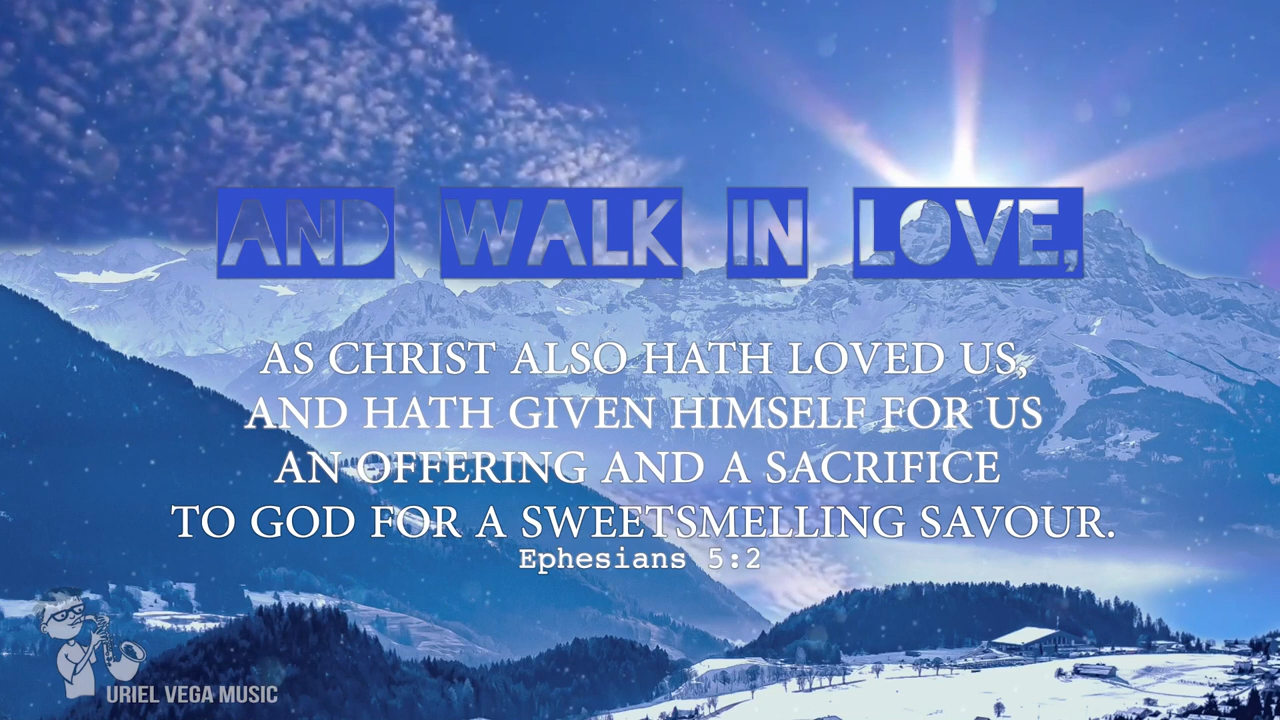 AND WALK IN LOVE,
AS CHRIST ALSO HATH LOVED US,
AND HATH GIVEN HIMSELF FOR US
AN OFFERING AND A SACRIFICE
TO GOD FOR A SWEETSMELLING SAVOUR.
Ephesians 5:2
URIEL VEGA MUSIC